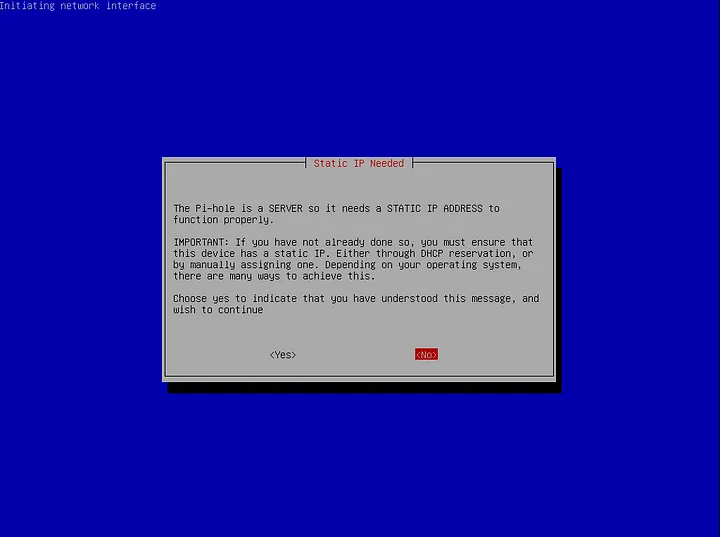 Initiating network interface
Static IP Needed
The Pi-hole is a SERVER so it needs a STATIC IP ADDRESS to
function properly.
IMPORTANT: If you have not already done so, you must ensure that
this device has a static IP. Either through DHCP reservation, or
by manually assigning one. Depending on your operating system,
there are many ways to achieve this.
Choose yes to indicate that you have understood this message, and
wish to continue
<Yes> <No>